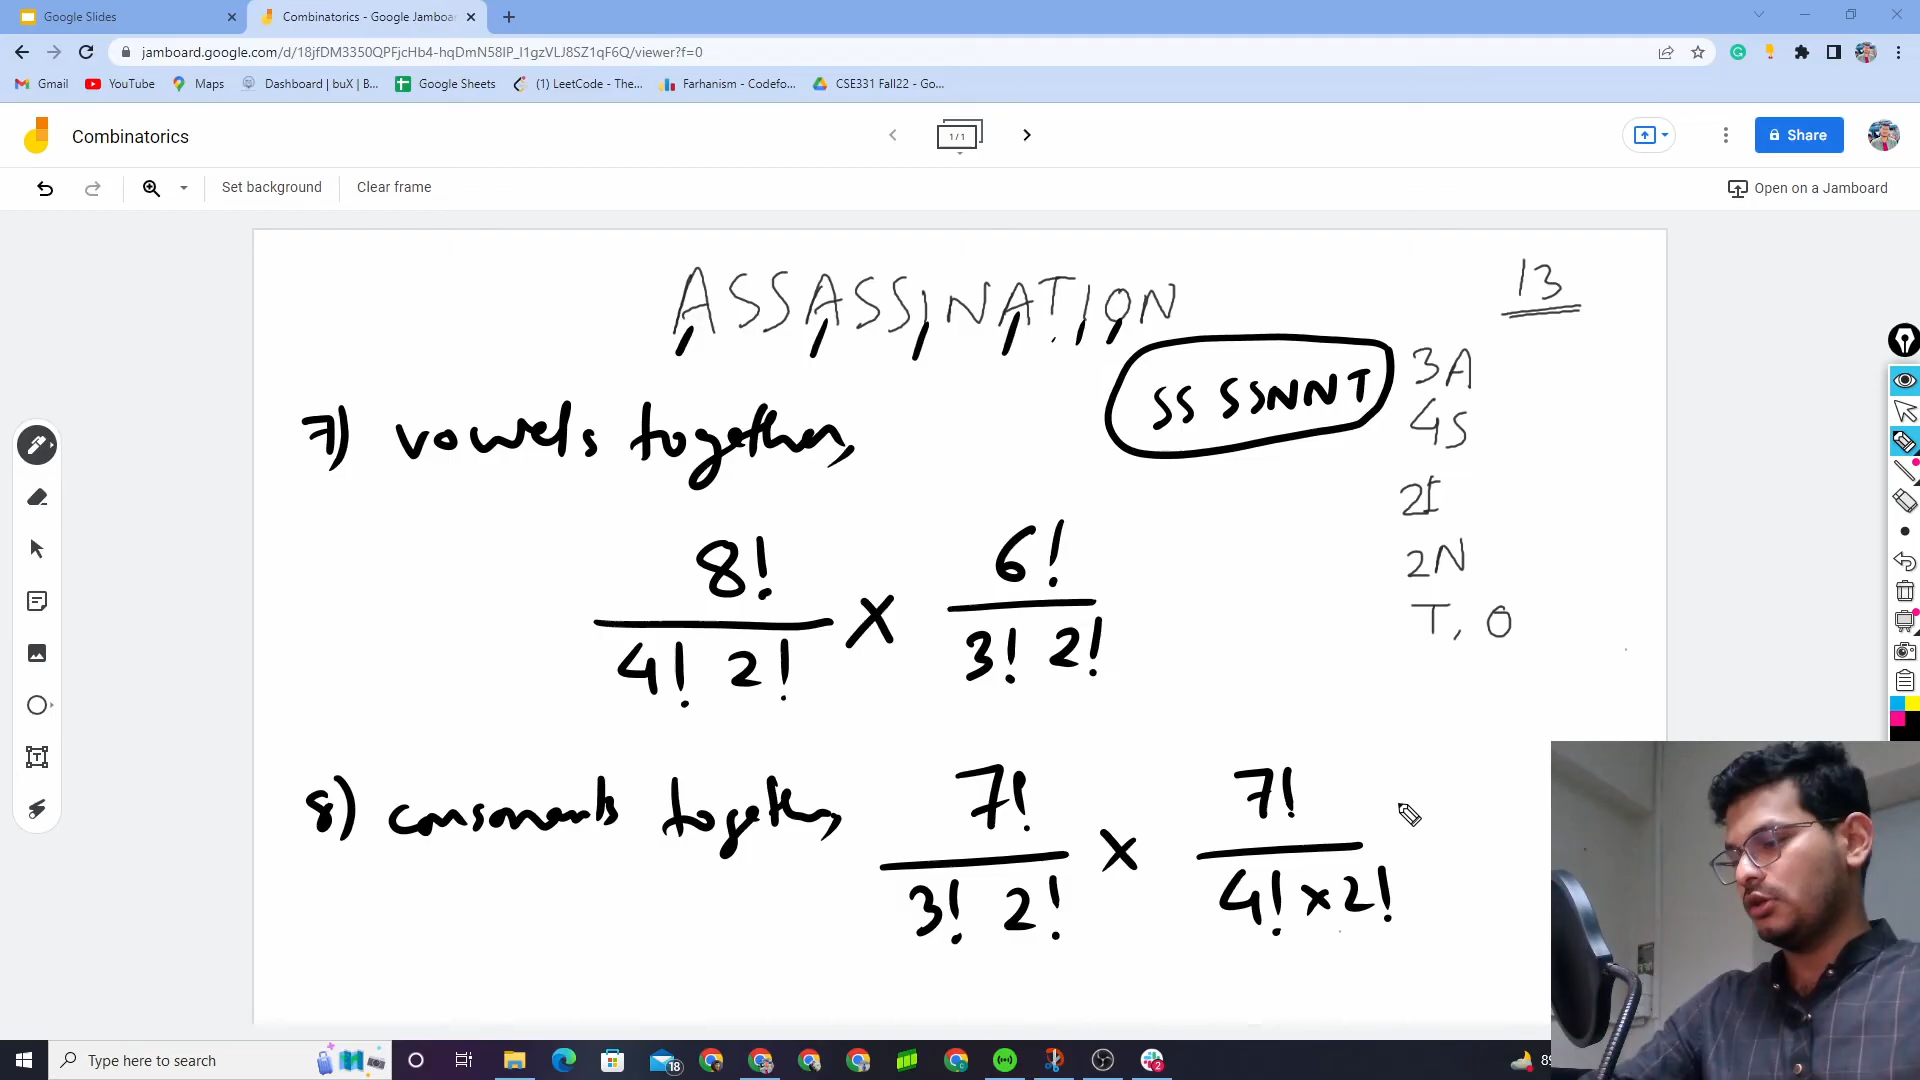 Google Slides
Combinatorics - Google Jamboar
jamboard.google.com/d/18jfDM3350QPFjcHb4-hqDmN58IP_I1gzVLJ8SZ1qF6Q/viewer?f=0
Gmail YouTube Maps Dashboard | buX | B... Google Sheets (1) LeetCode - The... Farhanism - Codefo... CSE331 Fall22 - Go...
Combinatorics
1 / 1
Share
Set background Clear frame
Open on a Jamboard
ASSASSINATION
13
SS SSNNT
3A
4S
2I
2N
T, O
7) vowels together,
8! / 4! 2! X 6! / 3! 2!
8) consonants together, 7! / 3! 2! X 7! / 4! x 2!
Type here to search
18
2